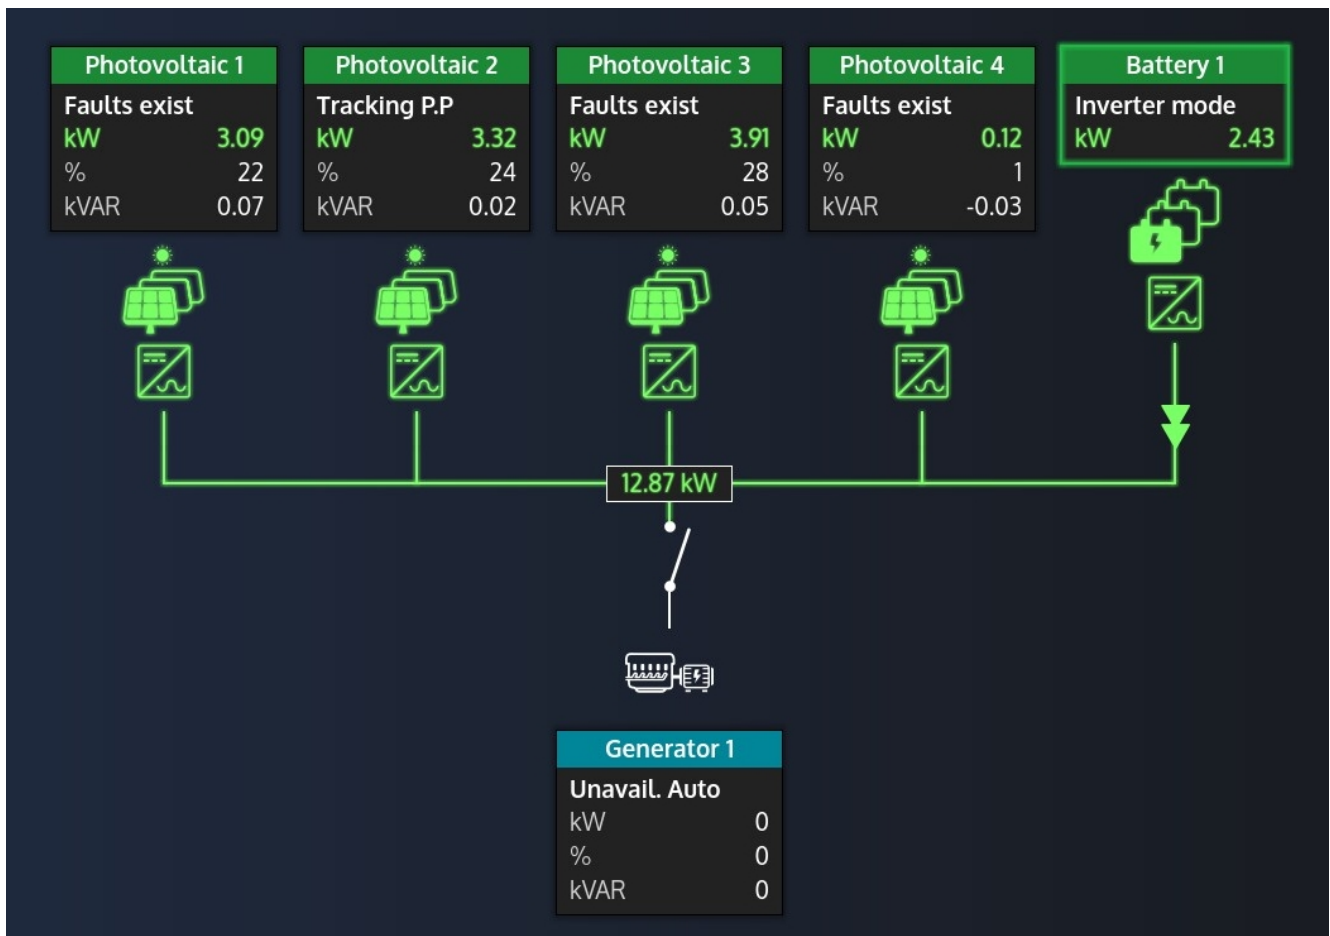 Photovoltaic 1
Faults exist
kW 3.09
% 22
kVAR 0.07
Photovoltaic 2
Tracking P.P
kW 3.32
% 24
kVAR 0.02
Photovoltaic 3
Faults exist
kW 3.91
% 28
kVAR 0.05
Photovoltaic 4
Faults exist
kW 0.12
% 1
kVAR -0.03
Battery 1
Inverter mode
kW 2.43
12.87 kW
Generator 1
Unavail. Auto
kW 0
% 0
kVAR 0